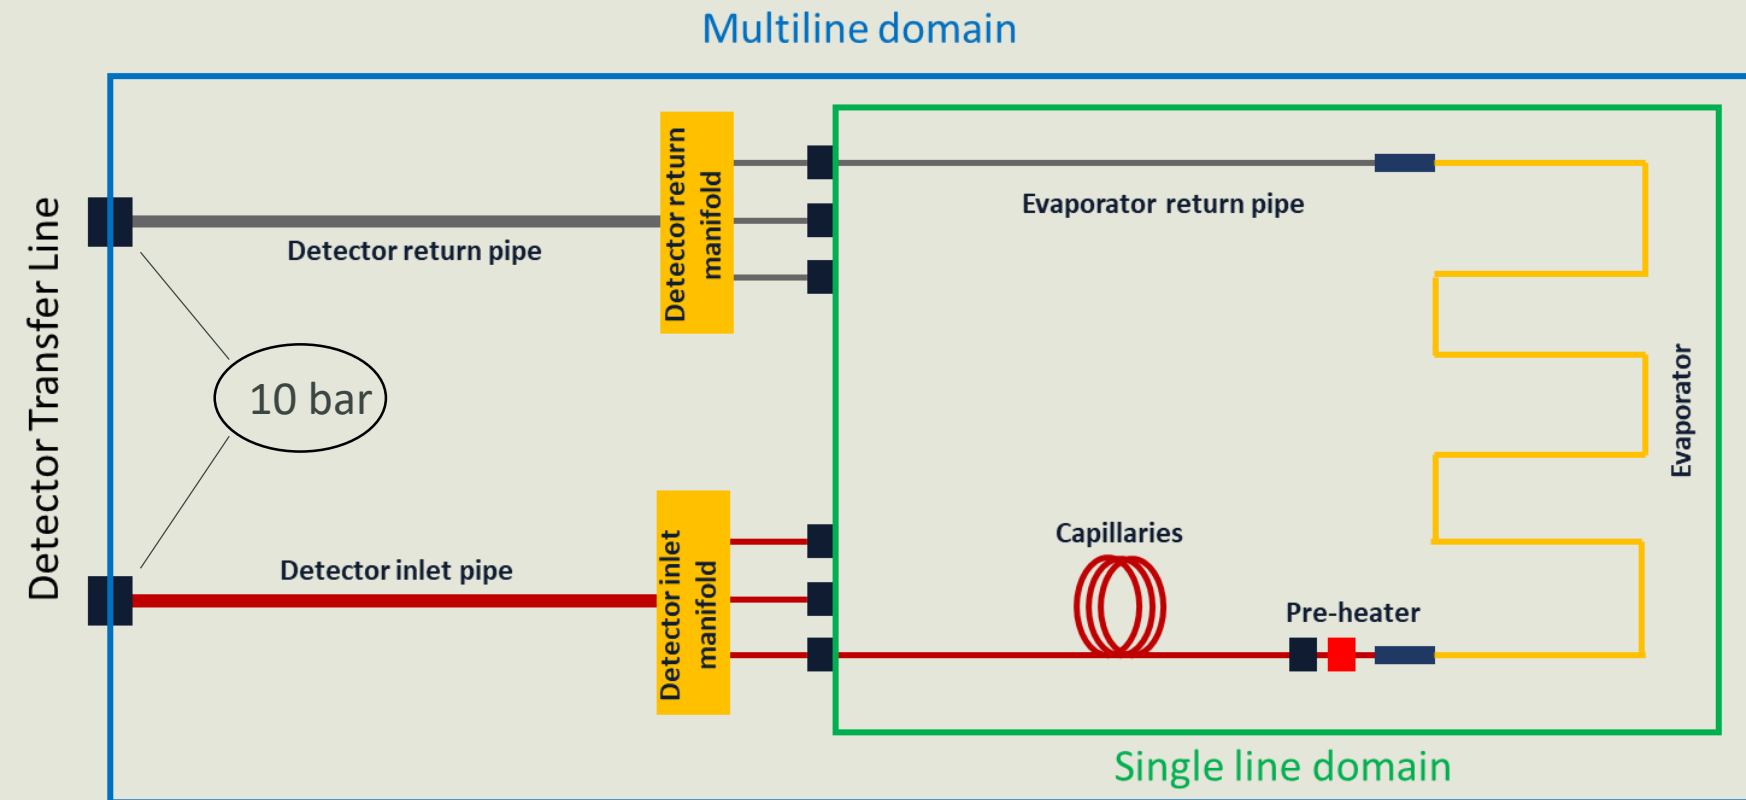 Multiline domain
Detector Transfer Line
Detector return pipe
Detector return
manifold
Evaporator return pipe
Evaporator
10 bar
Detector inlet pipe
Detector inlet
manifold
Capillaries
Pre-heater
Single line domain